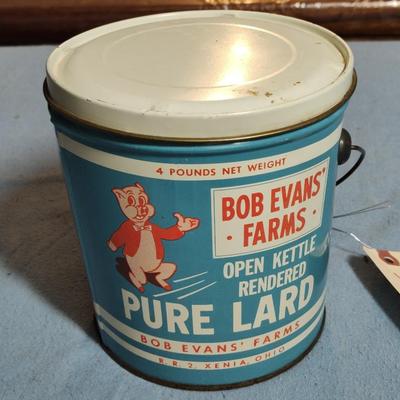 4 POUNDS NET WEIGHT
BOB EVANS'
· FARMS ·
OPEN KETTLE
RENDERED
PURE LARD
BOB EVANS' FARMS
R. R. 2, XENIA, OHIO